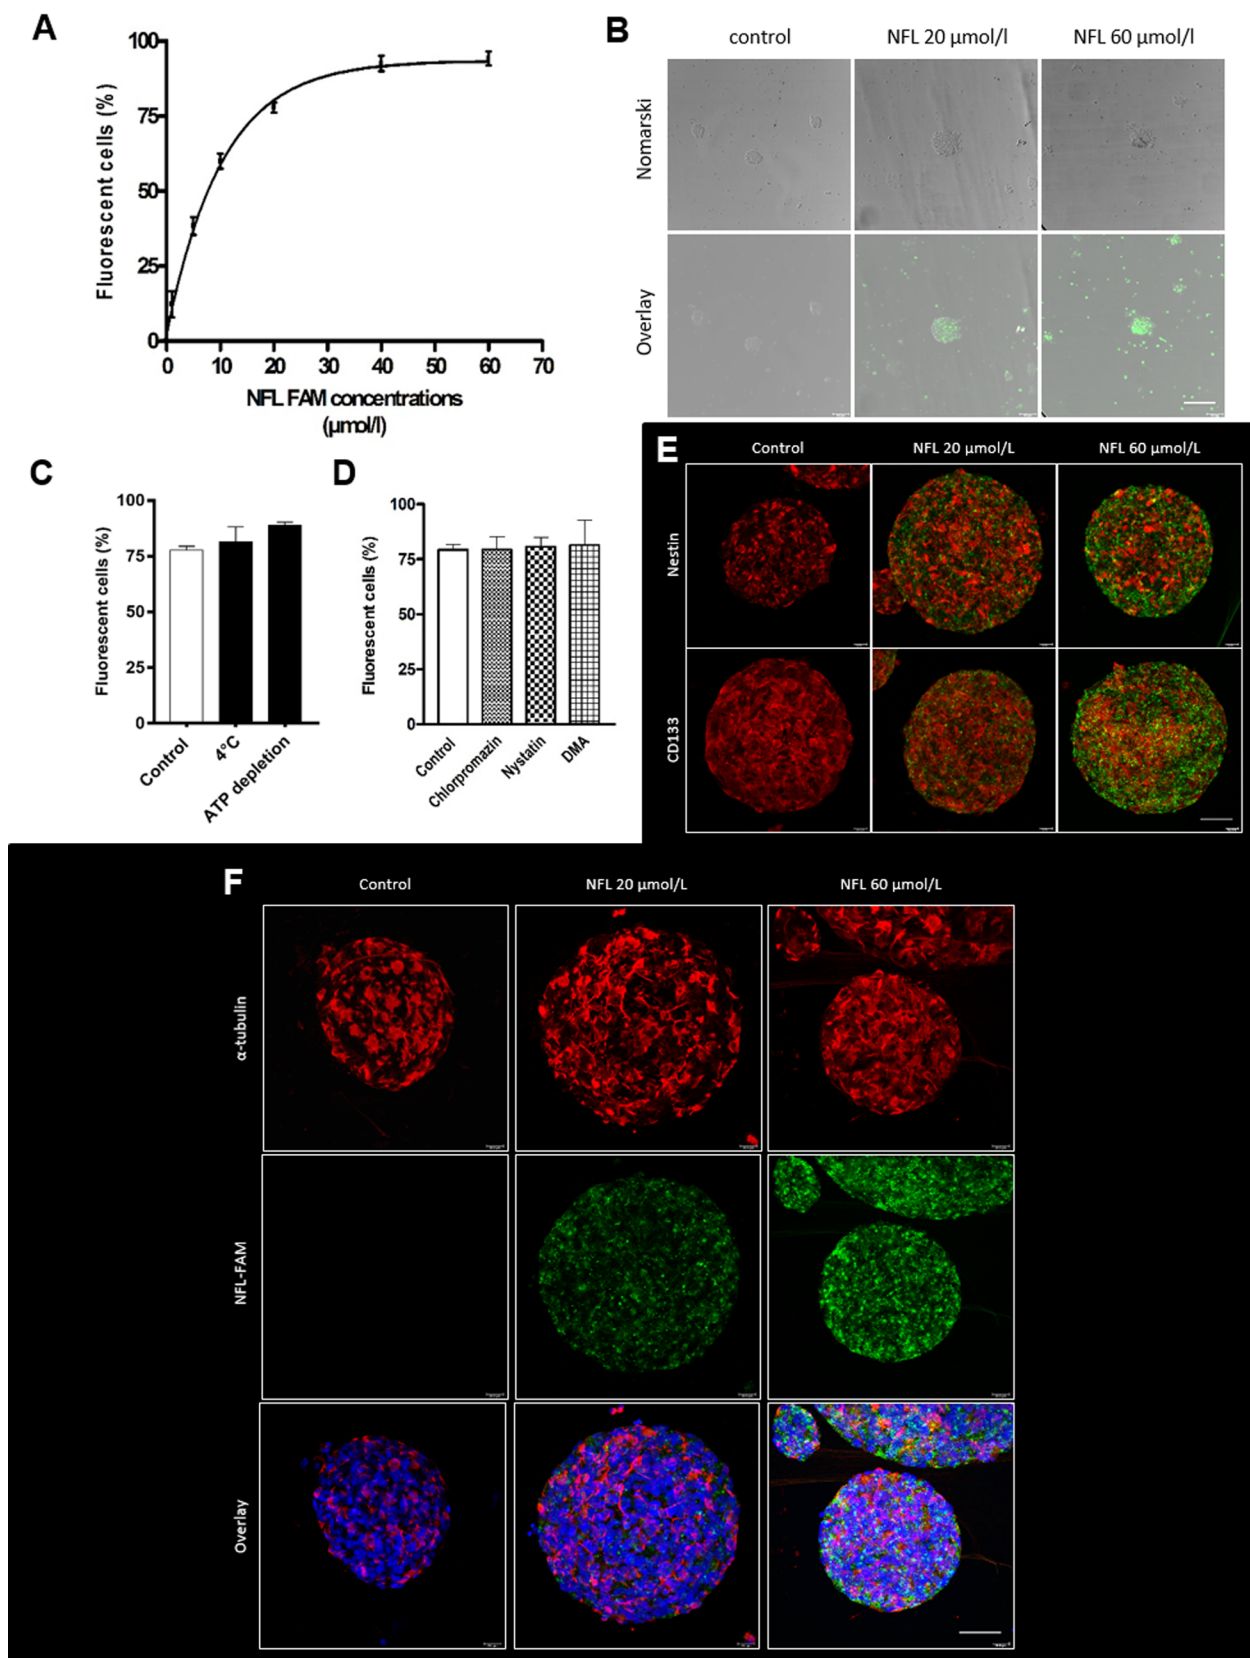 A
Fluorescent cells (%)
100
75
50
25
0
0 10 20 30 40 50 60 70
NFL FAM concentrations
(µmol/l)
B
control NFL 20 µmol/l NFL 60 µmol/l
Nomarski
Overlay
C
Fluorescent cells (%)
100
75
50
25
0
Control 4°C ATP depletion
D
Fluorescent cells (%)
100
75
50
25
0
Control Chlorpromazin Nystatin DMA
E
Control NFL 20 µmol/L NFL 60 µmol/L
Nestin
CD133
F
Control NFL 20 µmol/L NFL 60 µmol/L
α-tubulin
NFL-FAM
Overlay